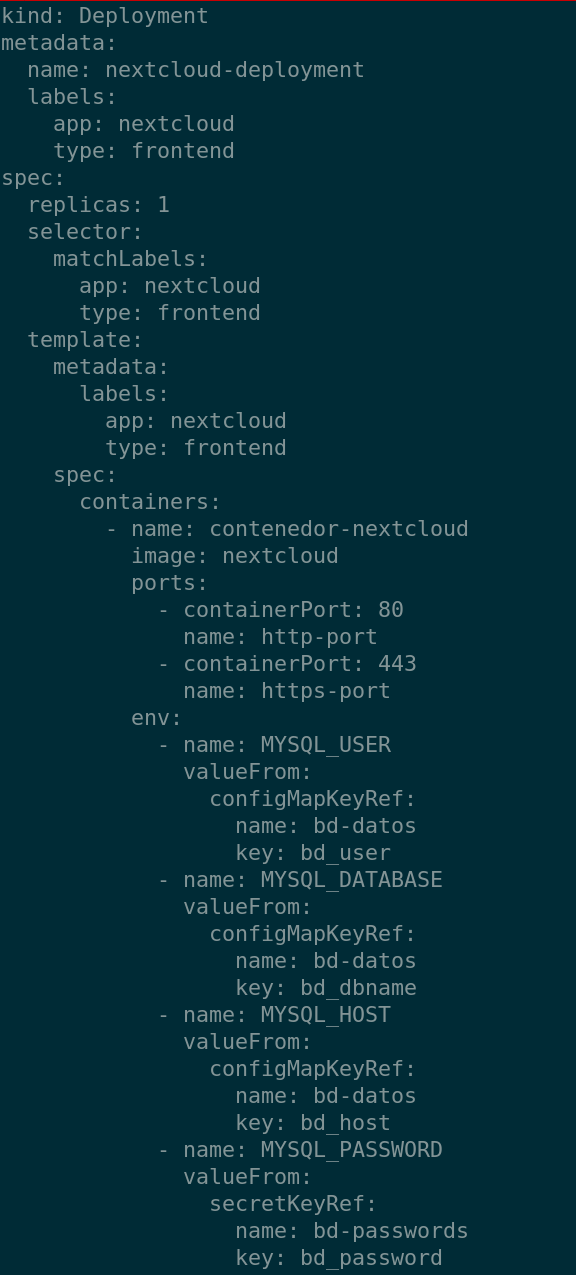 kind: Deployment
metadata:
  name: nextcloud-deployment
  labels:
    app: nextcloud
    type: frontend
spec:
  replicas: 1
  selector:
    matchLabels:
      app: nextcloud
      type: frontend
  template:
    metadata:
      labels:
        app: nextcloud
        type: frontend
    spec:
      containers:
        - name: contenedor-nextcloud
          image: nextcloud
          ports:
            - containerPort: 80
              name: http-port
            - containerPort: 443
              name: https-port
          env:
            - name: MYSQL_USER
              valueFrom:
                configMapKeyRef:
                  name: bd-datos
                  key: bd_user
            - name: MYSQL_DATABASE
              valueFrom:
                configMapKeyRef:
                  name: bd-datos
                  key: bd_dbname
            - name: MYSQL_HOST
              valueFrom:
                configMapKeyRef:
                  name: bd-datos
                  key: bd_host
            - name: MYSQL_PASSWORD
              valueFrom:
                secretKeyRef:
                  name: bd-passwords
                  key: bd_password